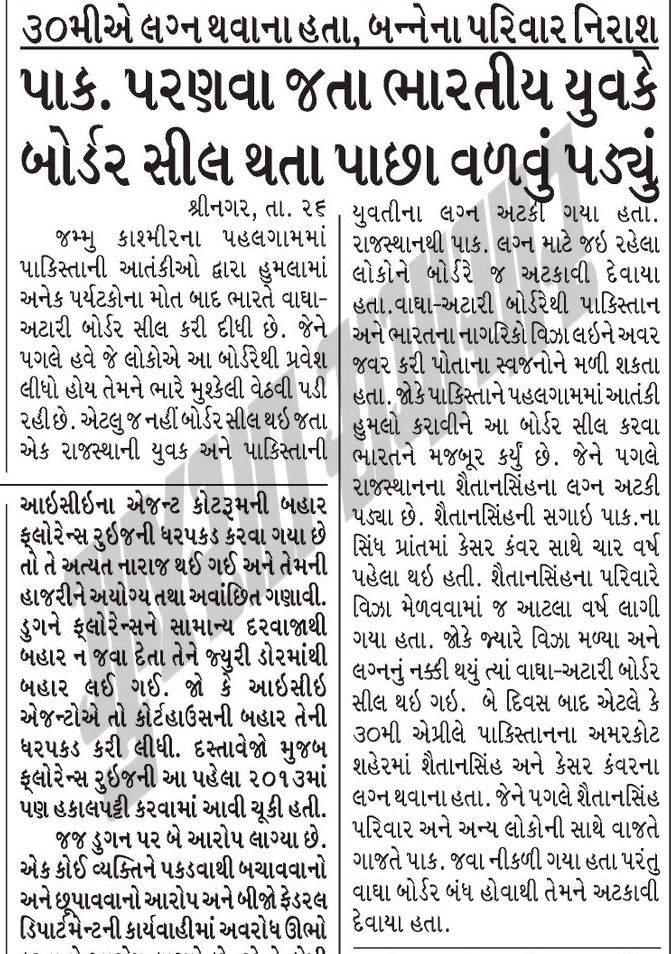 ૩૦મીએ લગ્ન થવાના હતા, બન્નેના પરિવાર નિરાશ
પાક. પરણવા જતા ભારતીય યુવકે
બોર્ડર સીલ થતા પાછા વળવું પડ્યું
શ્રીનગર, તા. ૨૬
જમ્મુ કાશ્મીરના પહલગામમાં
પાકિસ્તાની આતંકીઓ દ્વારા હુમલામાં
અનેક પર્યટકોના મોત બાદ ભારતે વાઘા-
અટારી બોર્ડર સીલ કરી દીધી છે. જેને
પગલે હવે જે લોકોએ આ બોર્ડરેથી પ્રવેશ
લીધો હોય તેમને ભારે મુશ્કેલી વેઠવી પડી
રહી છે. એટલુ જ નહીં બોર્ડર સીલ થઇ જતા
એક રાજસ્થાની યુવક અને પાકિસ્તાની
યુવતીના લગ્ન અટકી ગયા હતા.
રાજસ્થાનથી પાક. લગ્ન માટે જઇ રહેલા
લોકોને બોર્ડરે જ અટકાવી દેવાયા
હતા. વાઘા-અટારી બોર્ડરેથી પાકિસ્તાન
અને ભારતના નાગરિકો વિઝા લઇને અવર
જવર કરી પોતાના સ્વજનોને મળી શકતા
હતા. જોકે પાકિસ્તાને પહલગામમાં આતંકી
હુમલો કરાવીને આ બોર્ડર સીલ કરવા
ભારતને મજબૂર કર્યું છે. જેને પગલે
રાજસ્થાનના શૈતાનસિંહના લગ્ન અટકી
પડ્યા છે. શૈતાનસિંહની સગાઇ પાક.ના
સિંધ પ્રાંતમાં કેસર કંવર સાથે ચાર વર્ષ
પહેલા થઇ હતી. શૈતાનસિંહના પરિવારે
વિઝા મેળવવામાં જ આટલા વર્ષ લાગી
ગયા હતા. જોકે જ્યારે વિઝા મળ્યા અને
લગ્નનું નક્કી થયું ત્યાં વાઘા-અટારી બોર્ડર
સીલ થઇ ગઇ. બે દિવસ બાદ એટલે કે
૩૦મી એપ્રીલે પાકિસ્તાનના અમરકોટ
શહેરમાં શૈતાનસિંહ અને કેસર કંવરના
લગ્ન થવાના હતા. જેને પગલે શૈતાનસિંહ
પરિવાર અને અન્ય લોકોની સાથે વાજતે
ગાજતે પાક. જવા નીકળી ગયા હતા પરંતુ
વાઘા બોર્ડર બંધ હોવાથી તેમને અટકાવી
દેવાયા હતા.
આઇસીઇના એજન્ટ કોટરૂમની બહાર
ફ્લોરેન્સ રુઇજની ધરપકડ કરવા ગયા છે
તો તે અત્યત નારાજ થઈ ગઈ અને તેમની
હાજરીને અયોગ્ય તથા અવાંછિત ગણાવી.
ડુગને ફ્લોરેન્સને સામાન્ય દરવાજાથી
બહાર ન જવા દેતા તેને જ્યુરી ડોરમાંથી
બહાર લઈ ગઈ. જો કે આઇસીઇ
એજન્ટોએ તો કોર્ટહાઉસની બહાર તેની
ધરપકડ કરી લીધી. દસ્તાવેજો મુજબ
ફ્લોરેન્સ રુઇજની આ પહેલા ૨૦૧૩માં
પણ હકાલપટ્ટી કરવામાં આવી ચૂકી હતી.
જજ ડુગન પર બે આરોપ લાગ્યા છે.
એક કોઈ વ્યક્તિને પકડવાથી બચાવવાનો
અને છૂપાવવાનો આરોપ અને બીજો ફેડરલ
ડિપાર્ટમેન્ટની કાર્યવાહીમાં અવરોધ ઊભો